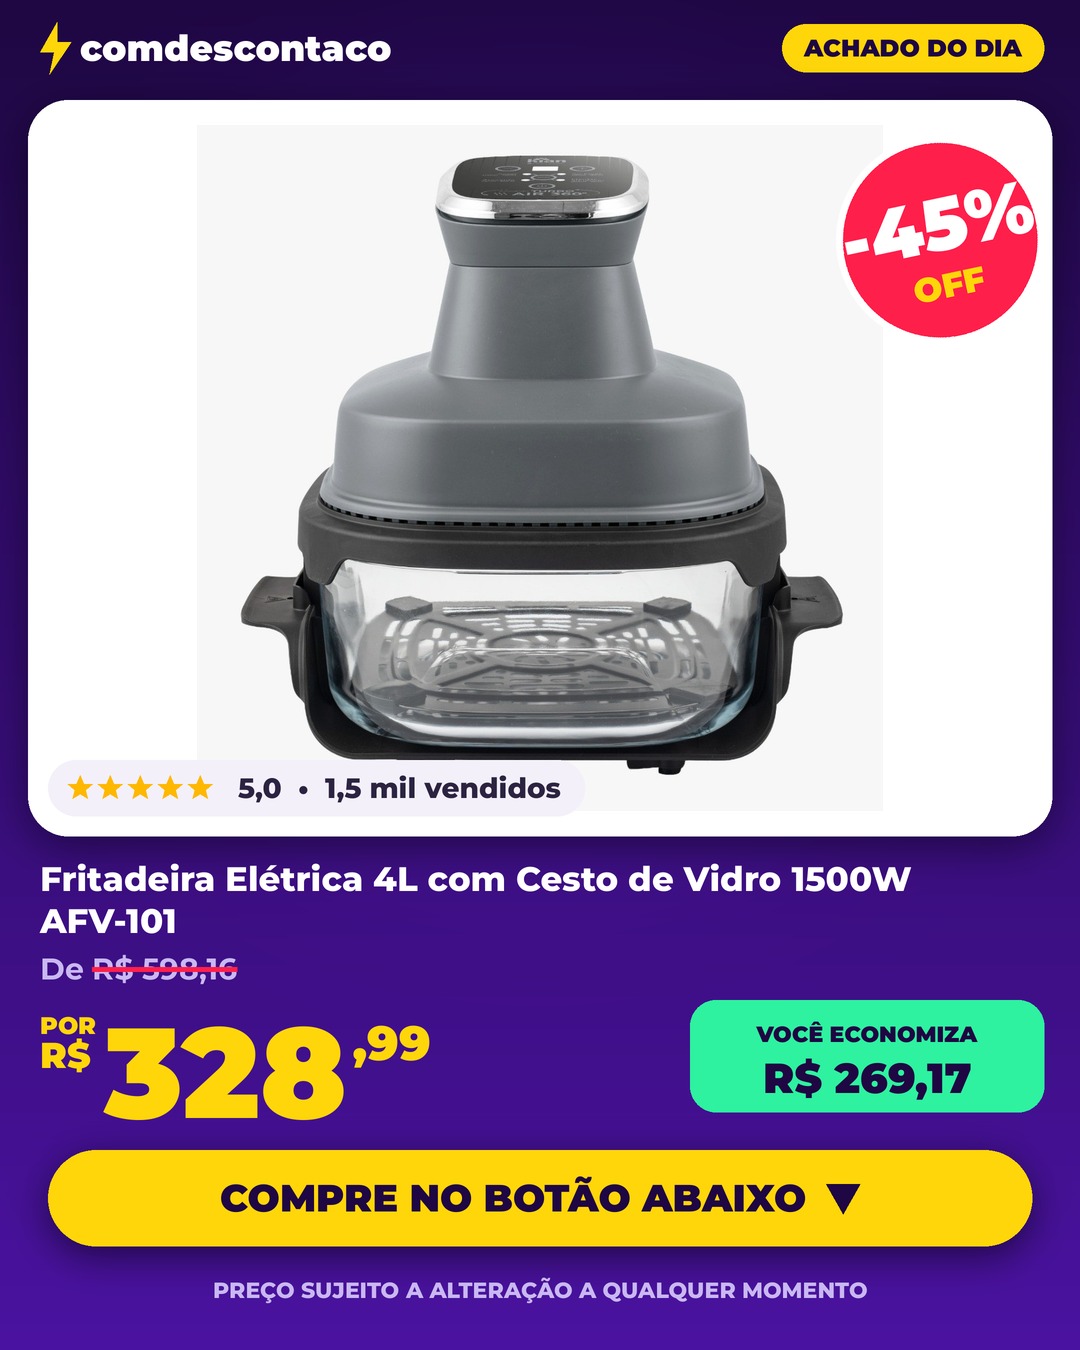 comdescontaco
ACHADO DO DIA
-45%
OFF
AIR 360°
5,0 • 1,5 mil vendidos
Fritadeira Elétrica 4L com Cesto de Vidro 1500W
AFV-101
De R$ 598,16
POR
R$ 328,99
VOCÊ ECONOMIZA
R$ 269,17
COMPRE NO BOTÃO ABAIXO ▼
PREÇO SUJEITO A ALTERAÇÃO A QUALQUER MOMENTO